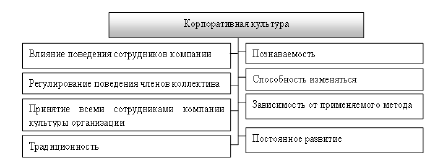 Корпоративная культура
Влияние поведения сотрудников компании
Регулирование поведения членов коллектива
Принятие всеми сотрудниками компании
культуры организации
Традиционность
Познаваемость
Способность изменяться
Зависимость от применяемого метода
Постоянное развитие